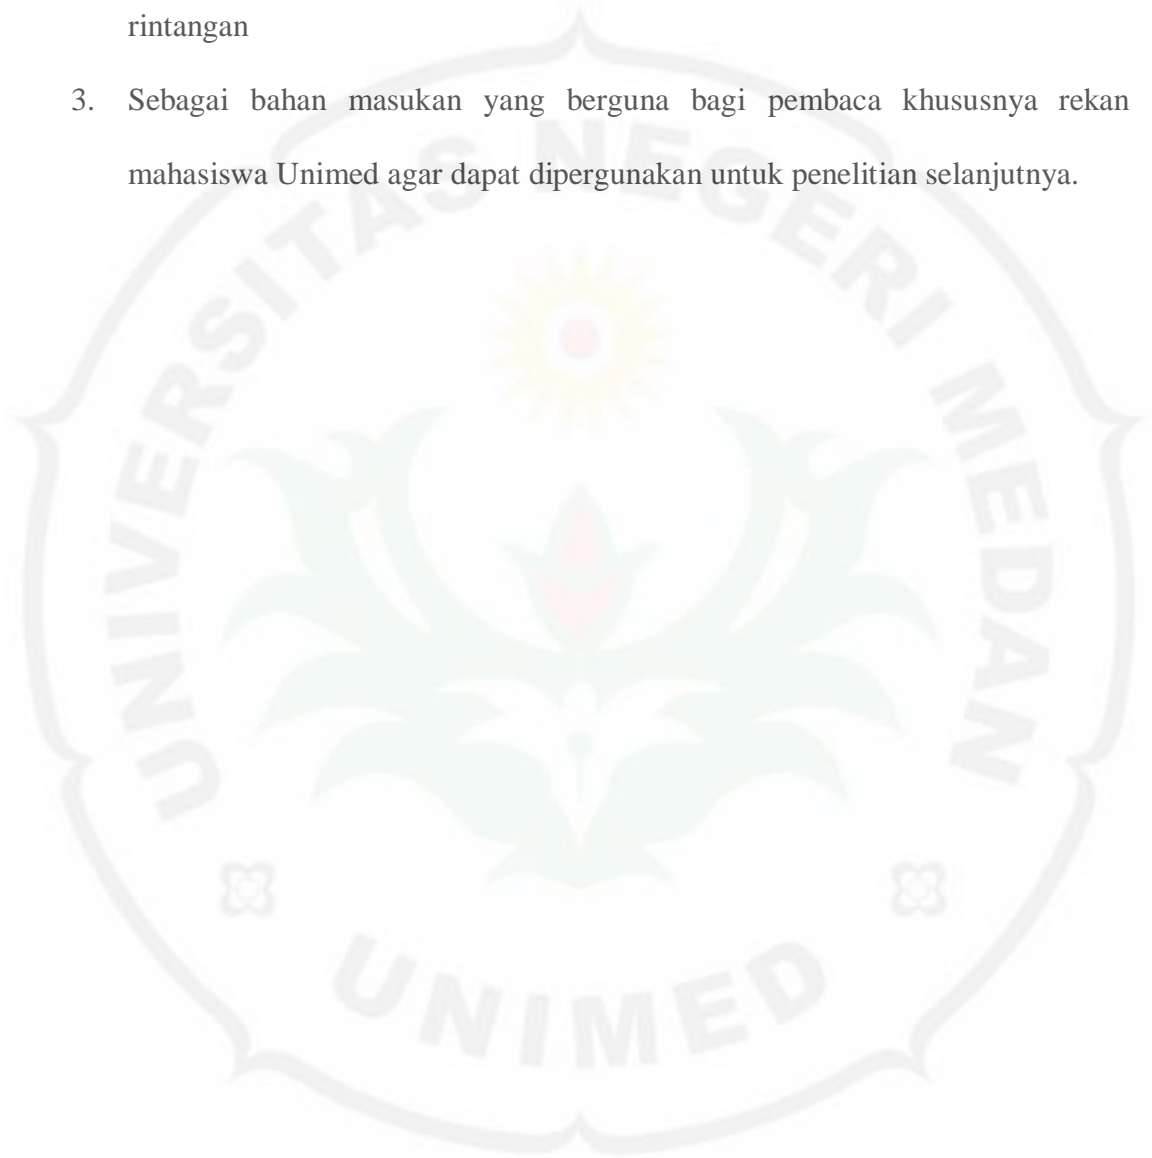 rintangan
3. Sebagai bahan masukan yang berguna bagi pembaca khususnya rekan
mahasiswa Unimed agar dapat dipergunakan untuk penelitian selanjutnya.
UNIVERSITAS NEGERI MEDAN
UNIMED